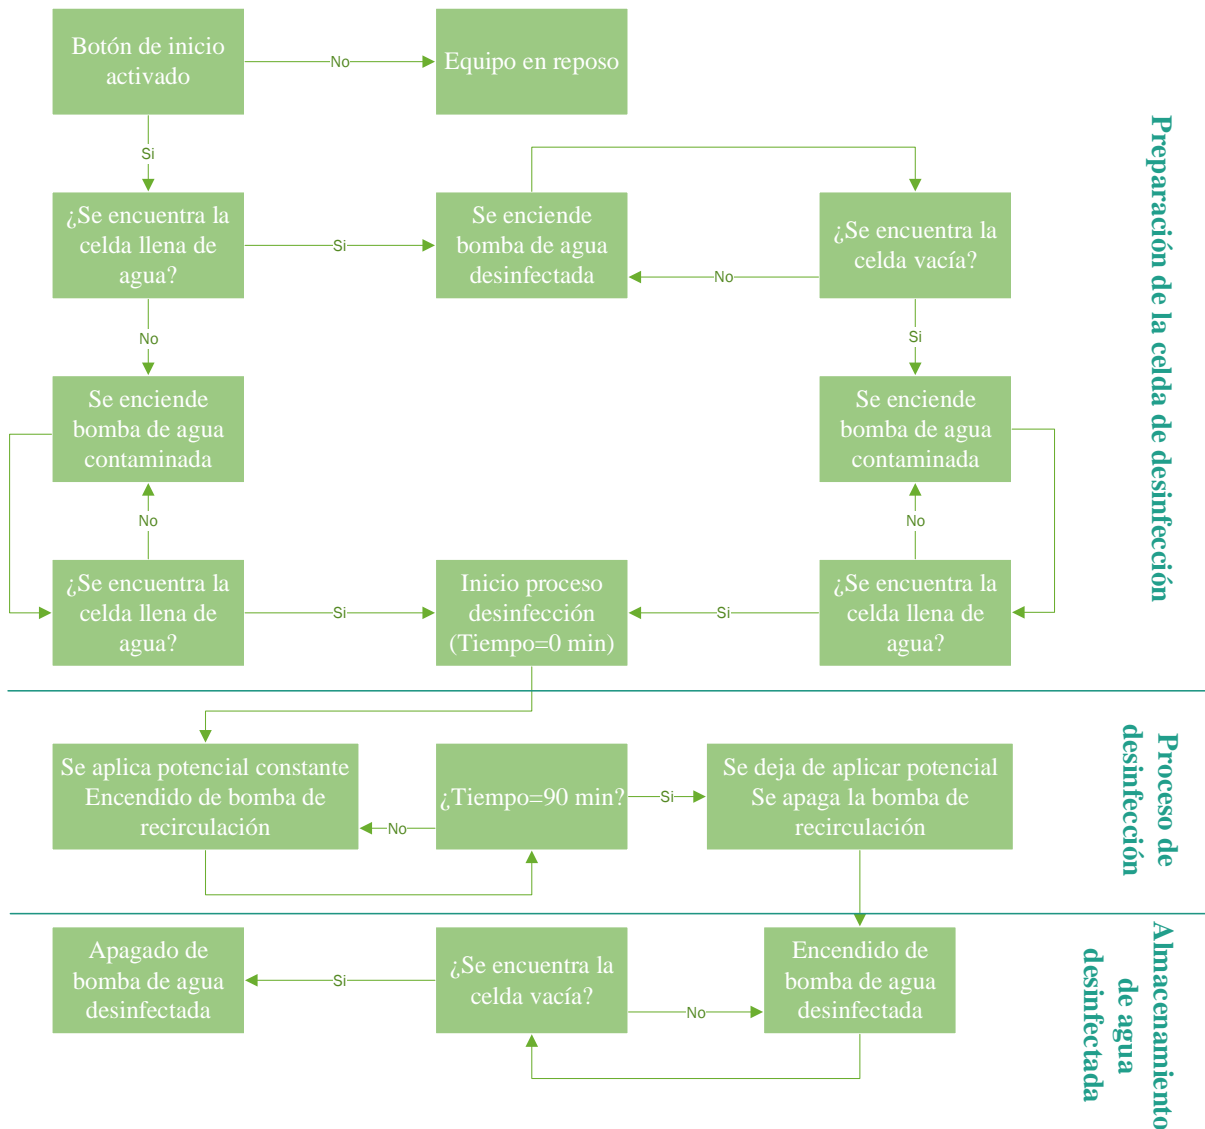 Botón de inicio
activado
No
Equipo en reposo
Si
¿Se encuentra la
celda llena de
agua?
Si
Se enciende
bomba de agua
desinfectada
No
¿Se encuentra la
celda vacía?
No
Si
Se enciende
bomba de agua
contaminada
Se enciende
bomba de agua
contaminada
No
No
¿Se encuentra la
celda llena de
agua?
Si
Inicio proceso
desinfección
(Tiempo=0 min)
Si
¿Se encuentra la
celda llena de
agua?
Preparación de la celda de desinfección
Se aplica potencial constante
Encendido de bomba de
recirculación
No
¿Tiempo=90 min?
Si
Se deja de aplicar potencial
Se apaga la bomba de
recirculación
Proceso de
desinfección
Apagado de
bomba de agua
desinfectada
Si
¿Se encuentra la
celda vacía?
No
Encendido de
bomba de agua
desinfectada
Almacenamiento
de agua
desinfectada